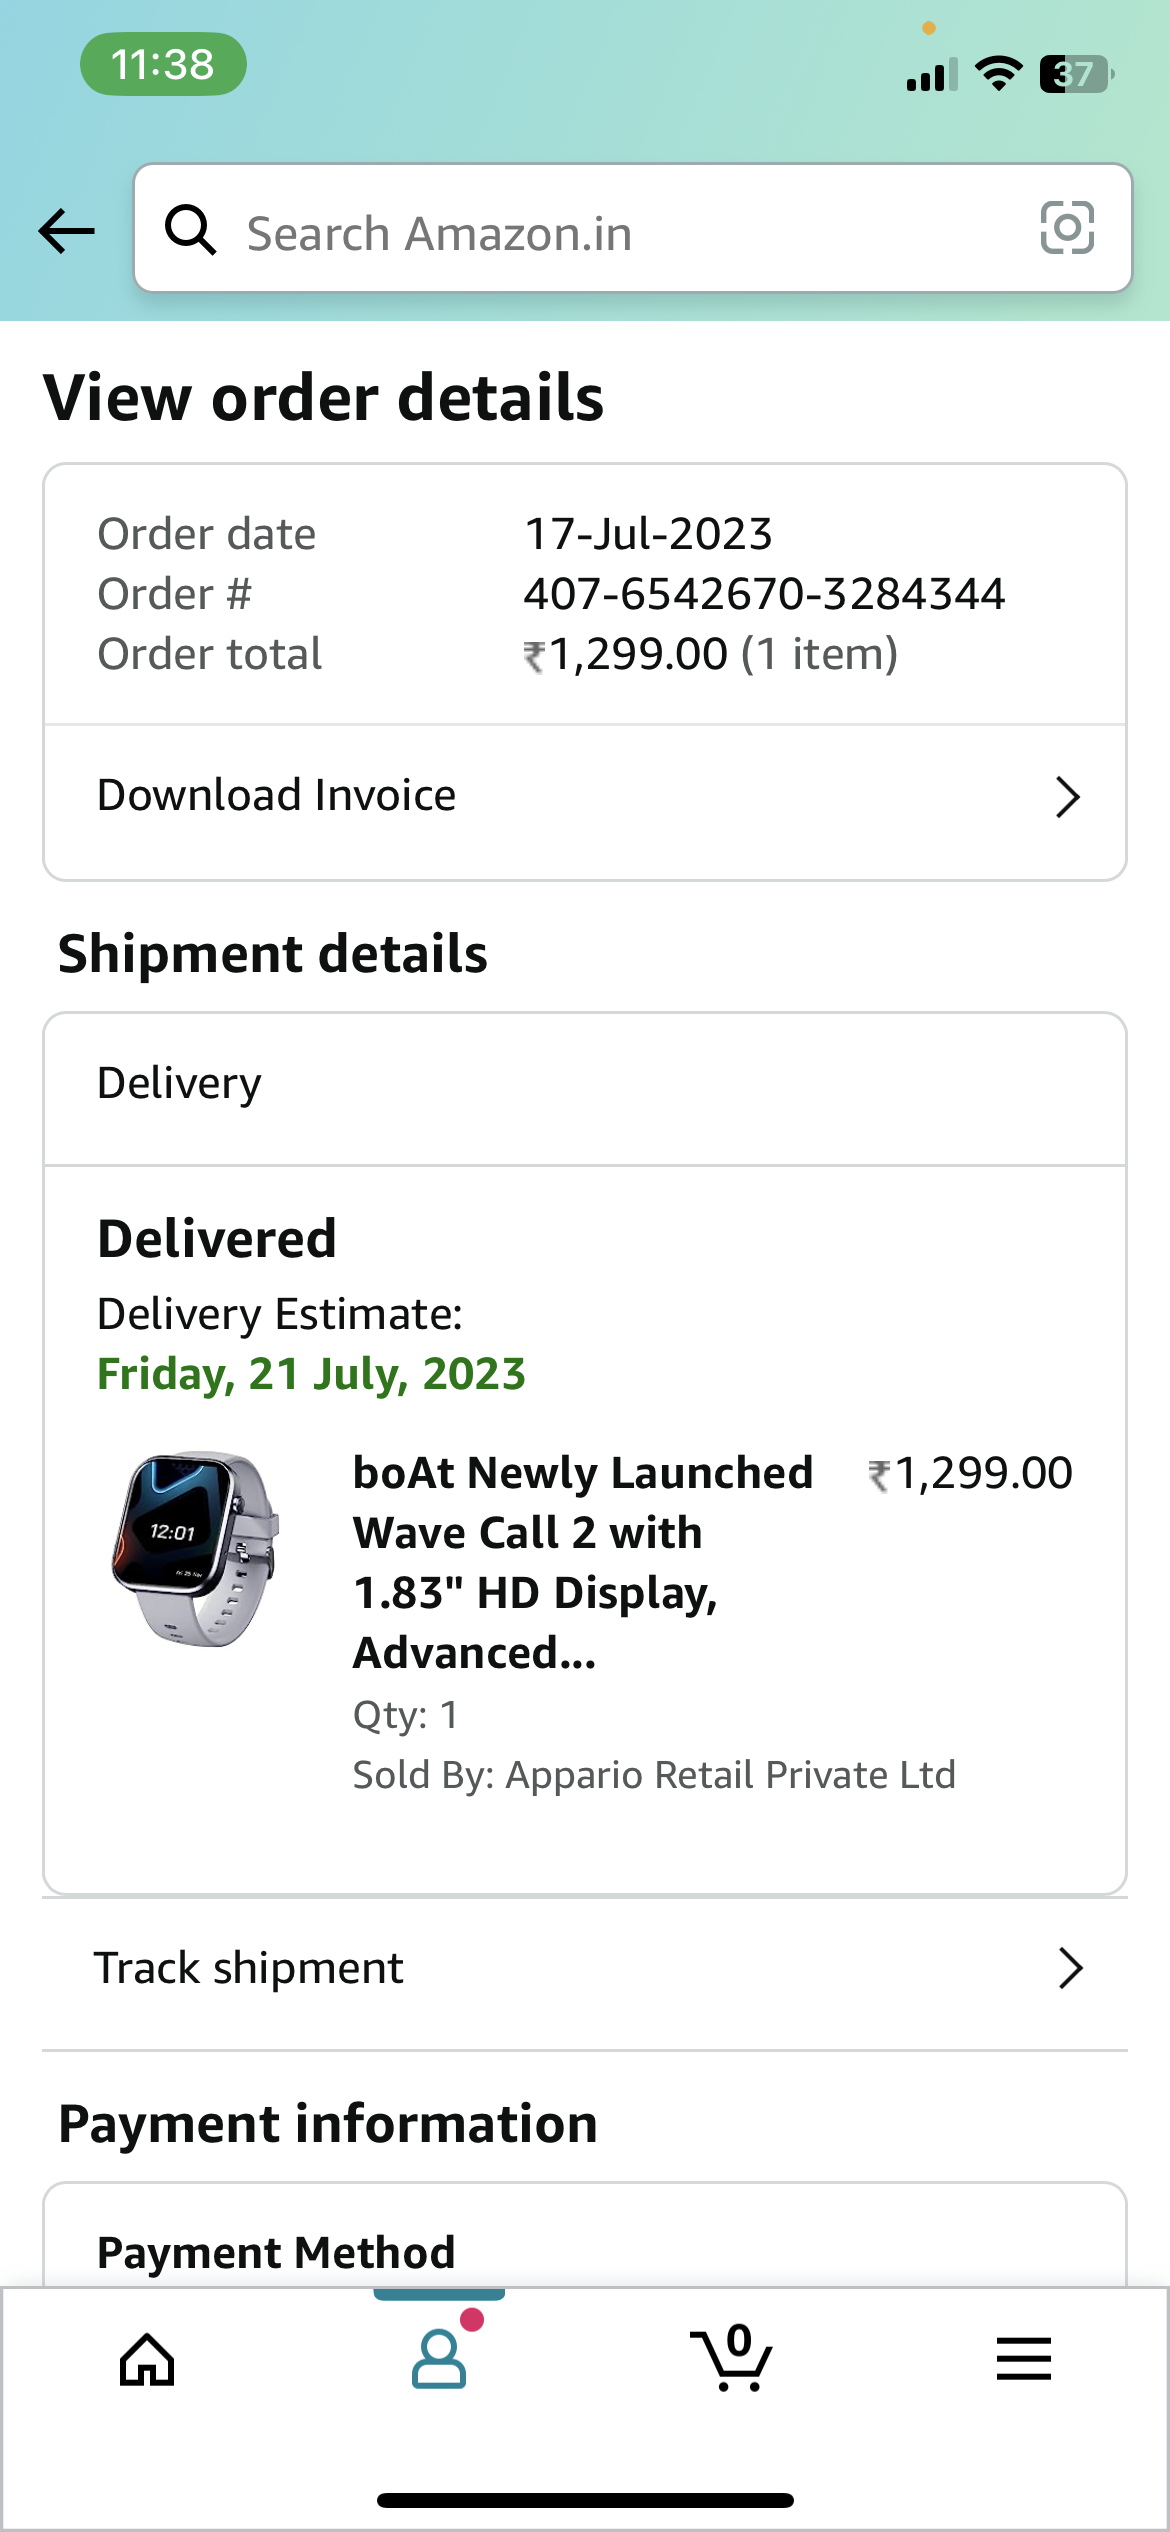 11:38
37
Search Amazon.in
View order details
Order date 17-Jul-2023
Order # 407-6542670-3284344
Order total ₹1,299.00 (1 item)
Download Invoice
Shipment details
Delivery
Delivered
Delivery Estimate:
Friday, 21 July, 2023
12:01
Fri 25 Nov
boAt Newly Launched ₹1,299.00
Wave Call 2 with
1.83" HD Display,
Advanced...
Qty: 1
Sold By: Appario Retail Private Ltd
Track shipment
Payment information
Payment Method
0